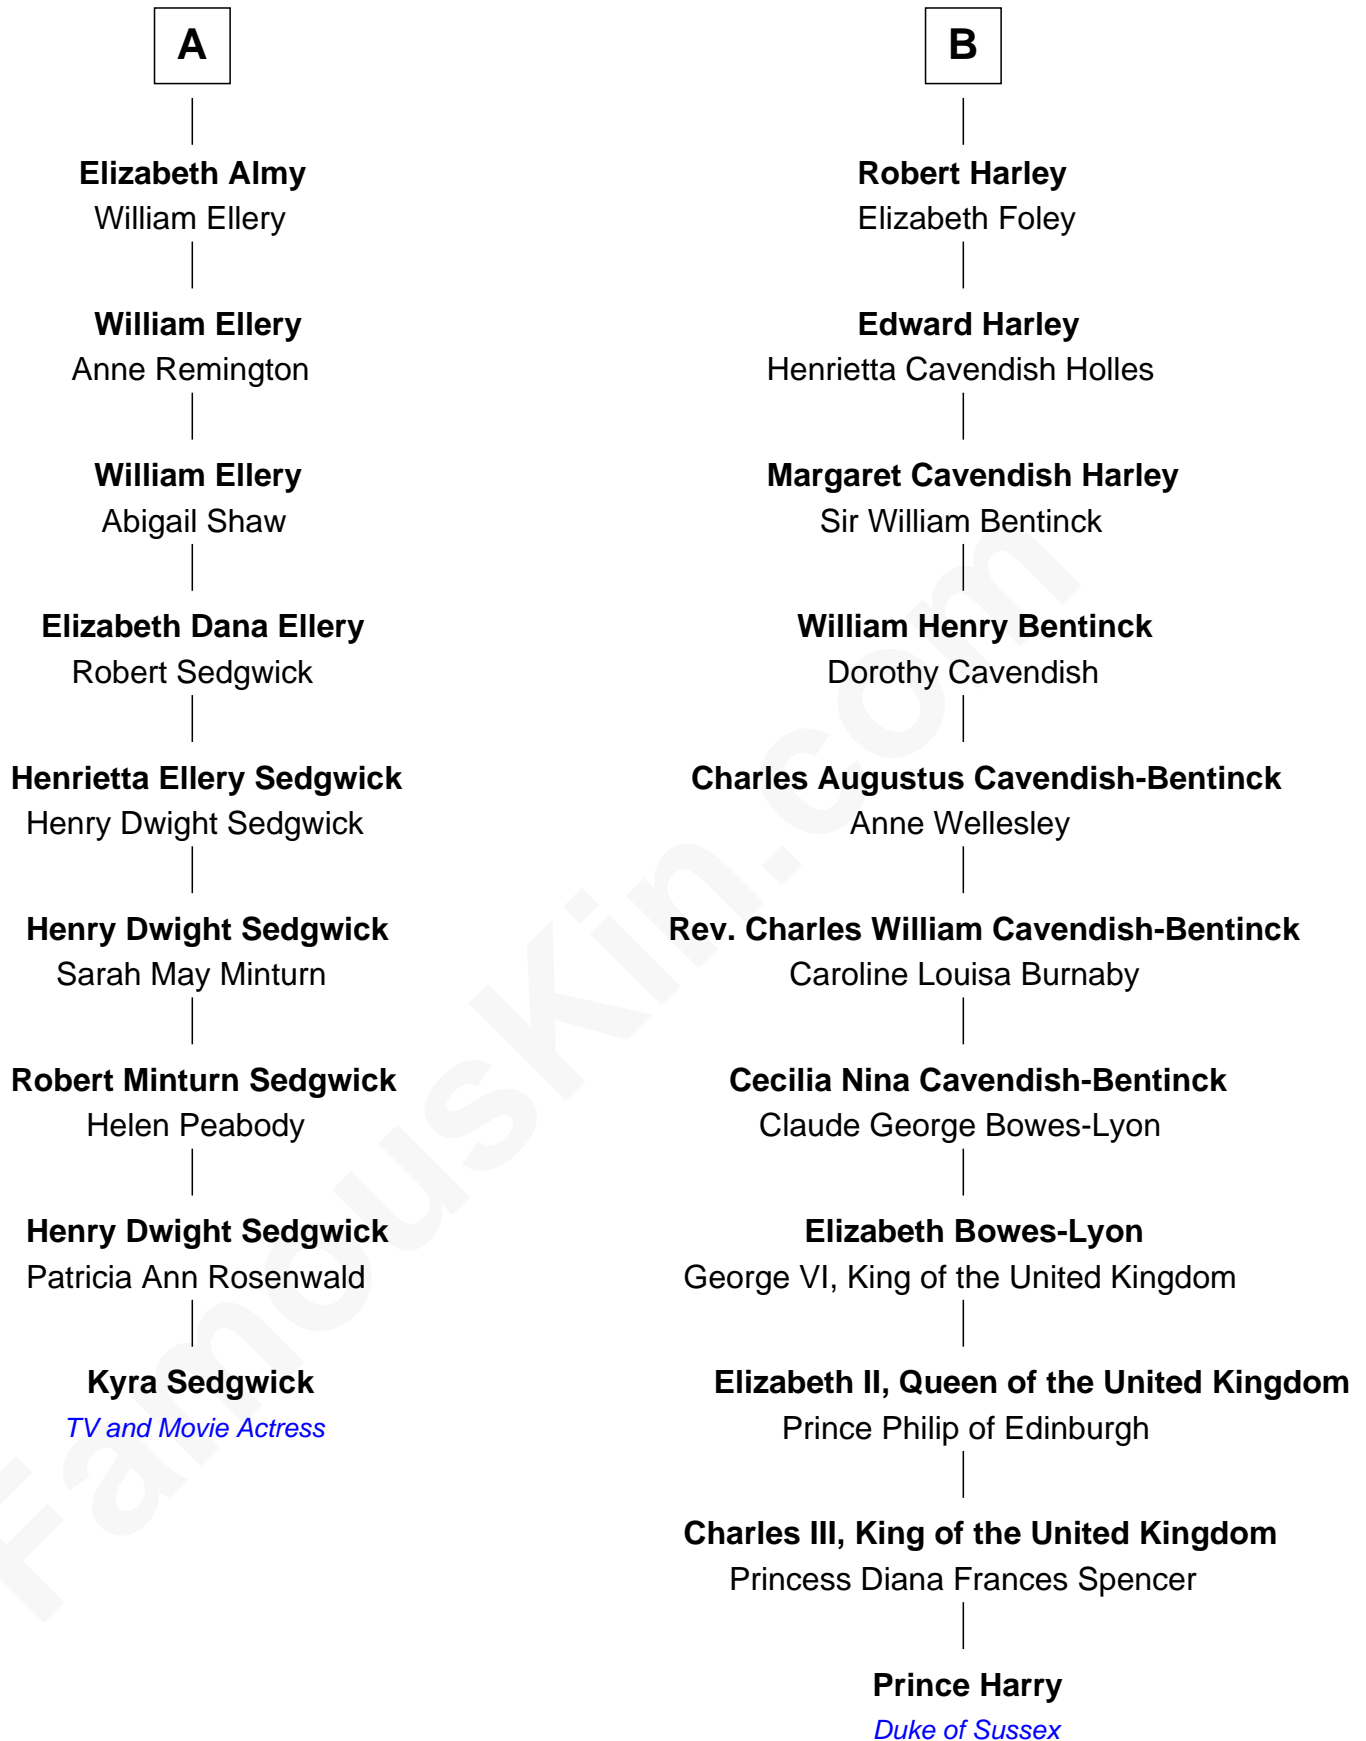 A
Elizabeth Almy
William Ellery
William Ellery
Anne Remington
William Ellery
Abigail Shaw
Elizabeth Dana Ellery
Robert Sedgwick
Henrietta Ellery Sedgwick
Henry Dwight Sedgwick
Henry Dwight Sedgwick
Sarah May Minturn
Robert Minturn Sedgwick
Helen Peabody
Henry Dwight Sedgwick
Patricia Ann Rosenwald
Kyra Sedgwick
TV and Movie Actress
B
Robert Harley
Elizabeth Foley
Edward Harley
Henrietta Cavendish Holles
Margaret Cavendish Harley
Sir William Bentinck
William Henry Bentinck
Dorothy Cavendish
Charles Augustus Cavendish-Bentinck
Anne Wellesley
Rev. Charles William Cavendish-Bentinck
Caroline Louisa Burnaby
Cecilia Nina Cavendish-Bentinck
Claude George Bowes-Lyon
Elizabeth Bowes-Lyon
George VI, King of the United Kingdom
Elizabeth II, Queen of the United Kingdom
Prince Philip of Edinburgh
Charles III, King of the United Kingdom
Princess Diana Frances Spencer
Prince Harry
Duke of Sussex
FamousKin.com